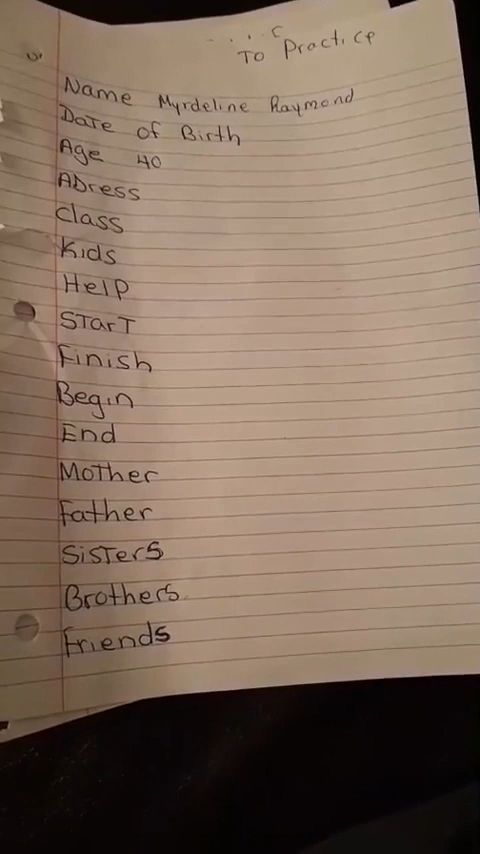 To Practice
Name Myrdeline Raymond
Date of Birth
Age 40
ADress
class
Kids
Help
START
Finish
Begin
End
Mother
Father
Sisters
Brothers
Friends